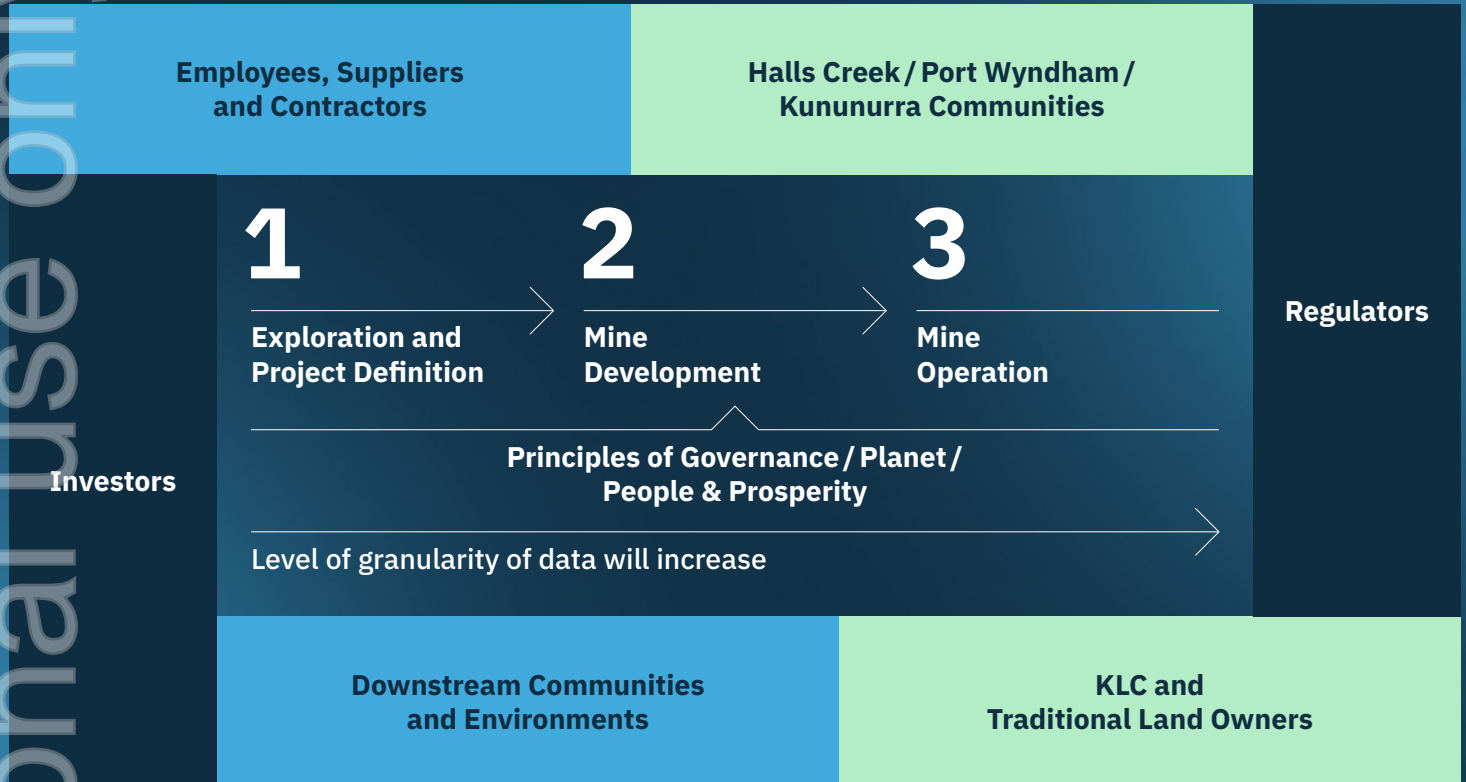 Employees, Suppliers
and Contractors
Halls Creek / Port Wyndham /
Kununurra Communities
Regulators
Investors
1
Exploration and
Project Definition
2
Mine
Development
3
Mine
Operation
Principles of Governance / Planet /
People & Prosperity
Level of granularity of data will increase
Downstream Communities
and Environments
KLC and
Traditional Land Owners
use only